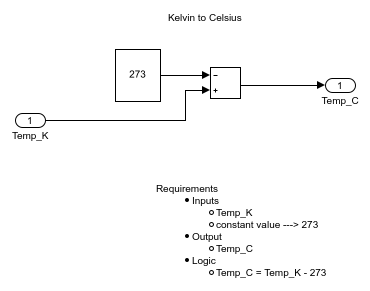 Kelvin to Celsius
273
−
+
1
Temp_C
1
Temp_K
Requirements
• Inputs
o Temp_K
o constant value ---> 273
• Output
o Temp_C
• Logic
o Temp_C = Temp_K - 273